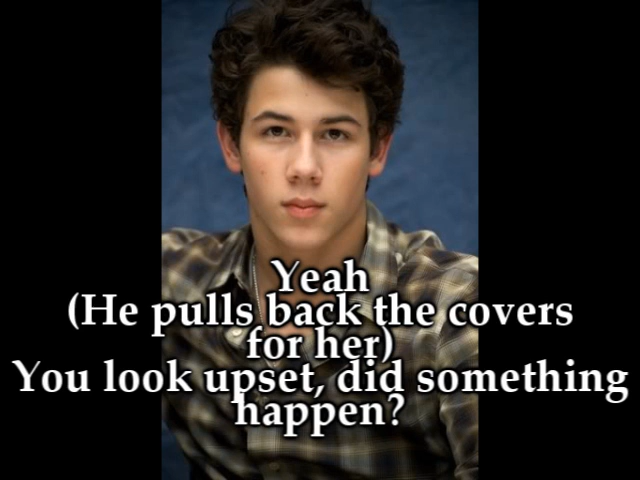 Yeah
(He pulls back the covers
for her)
You look upset, did something
happen?